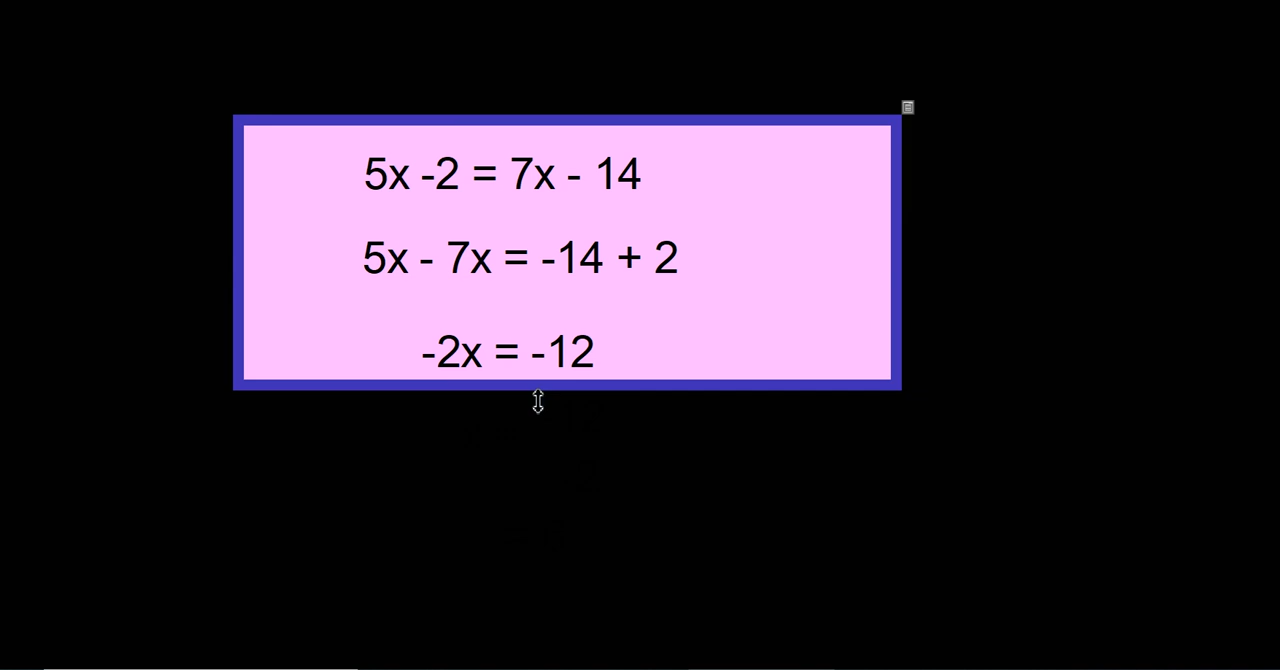 5x -2 = 7x - 14
5x - 7x = -14 + 2
-2x = -12